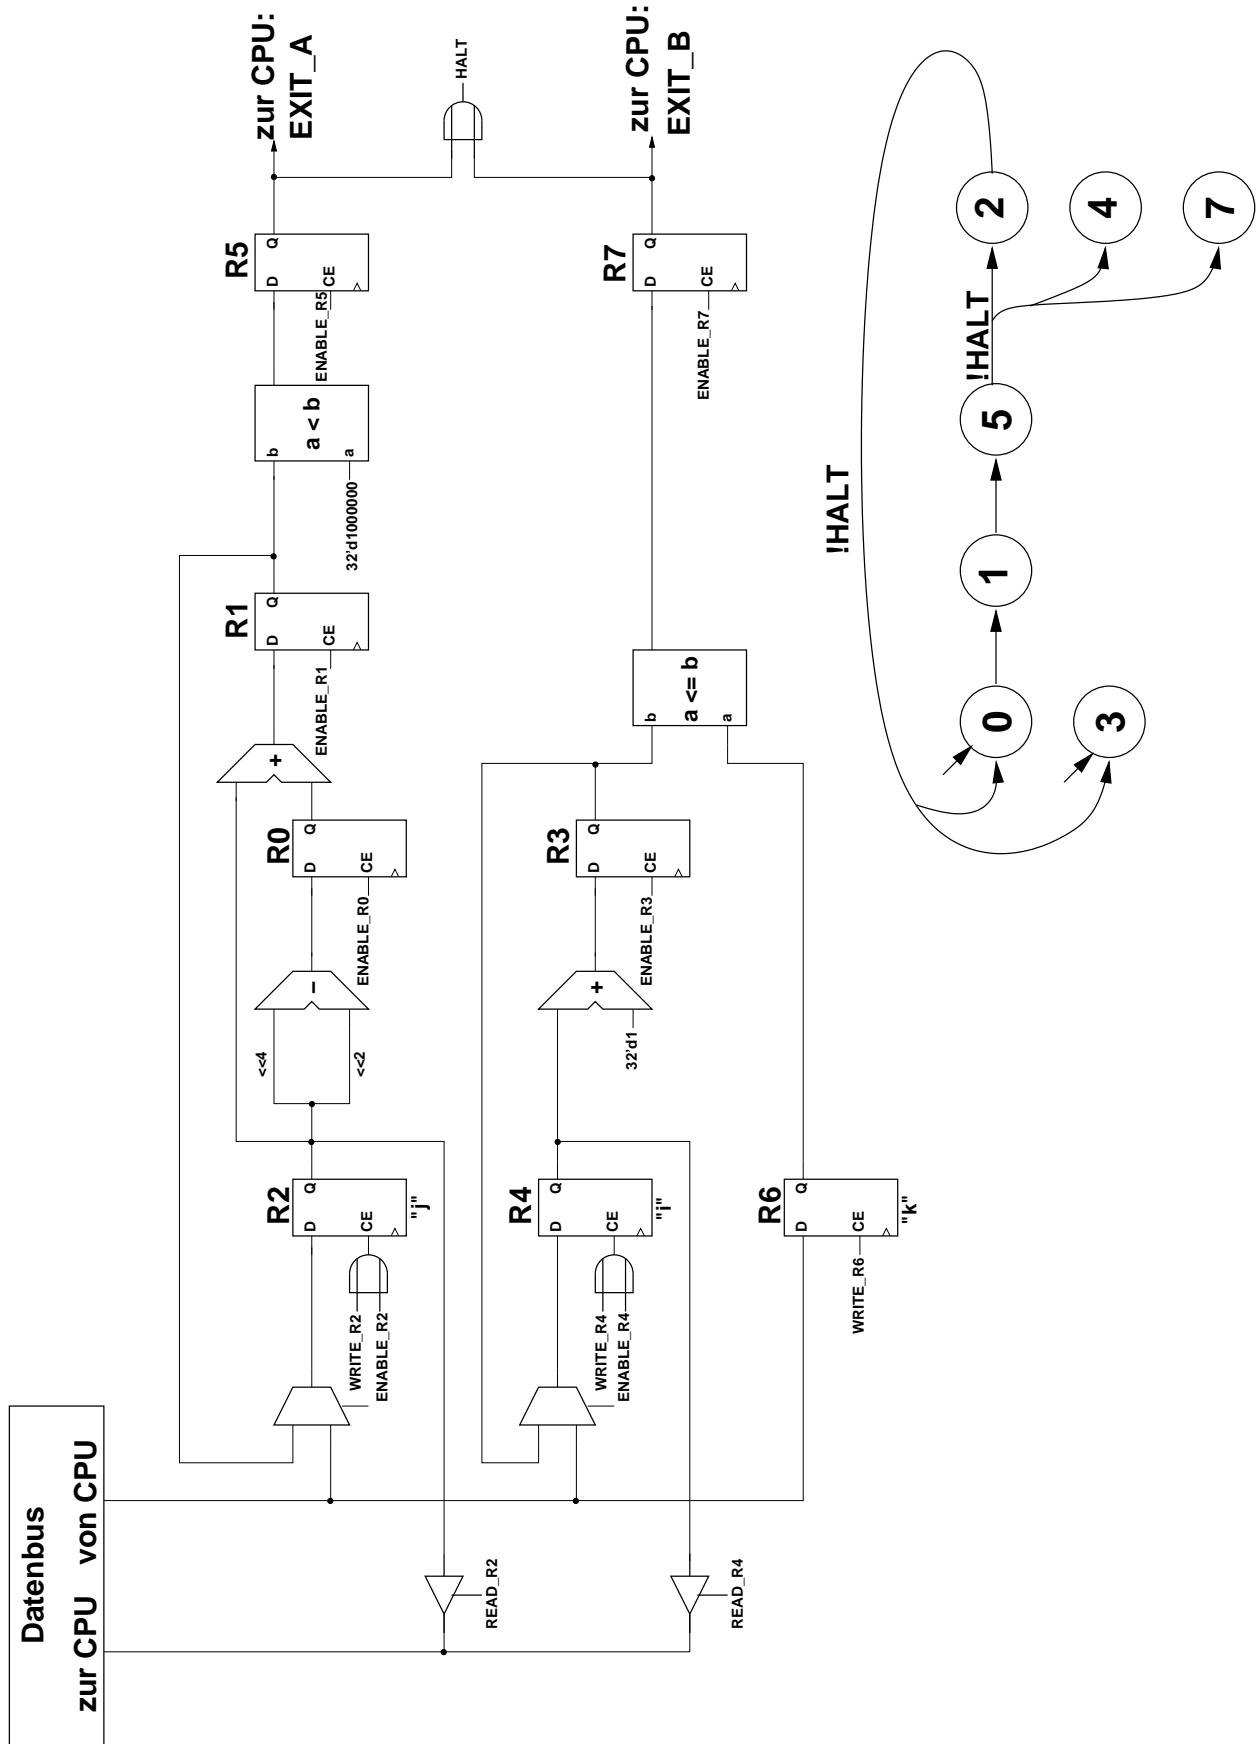 Datenbus
zur CPU von CPU
R2
D
Q
CE
"j"
WRITE_R2
ENABLE_R2
READ_R2
<<4
<<2
−
R0
D
Q
CE
ENABLE_R0
+
R1
D
Q
CE
ENABLE_R1
b
a
a < b
32'd1000000
R5
D
Q
CE
ENABLE_R5
zur CPU:
EXIT_A
HALT
R4
D
Q
CE
"i"
WRITE_R4
ENABLE_R4
READ_R4
+
32'd1
R3
D
Q
CE
ENABLE_R3
b
a
a <= b
R7
D
Q
CE
ENABLE_R7
zur CPU:
EXIT_B
R6
D
Q
CE
"k"
WRITE_R6
!HALT
0
1
5
!HALT
2
3
4
7